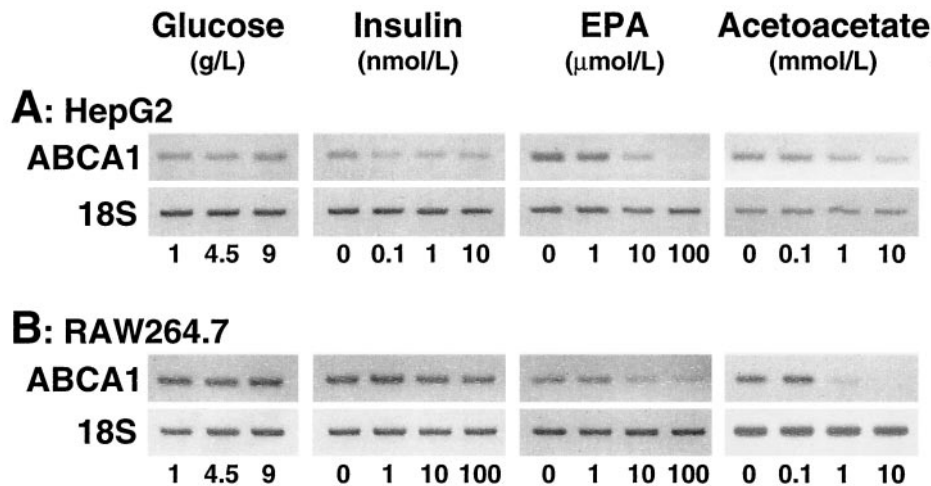 Glucose Insulin EPA Acetoacetate
(g/L) (nmol/L) (μmol/L) (mmol/L)
A: HepG2
ABCA1
18S
1 4.5 9 0 0.1 1 10 0 1 10 100 0 0.1 1 10
B: RAW264.7
ABCA1
18S
1 4.5 9 0 1 10 100 0 1 10 100 0 0.1 1 10